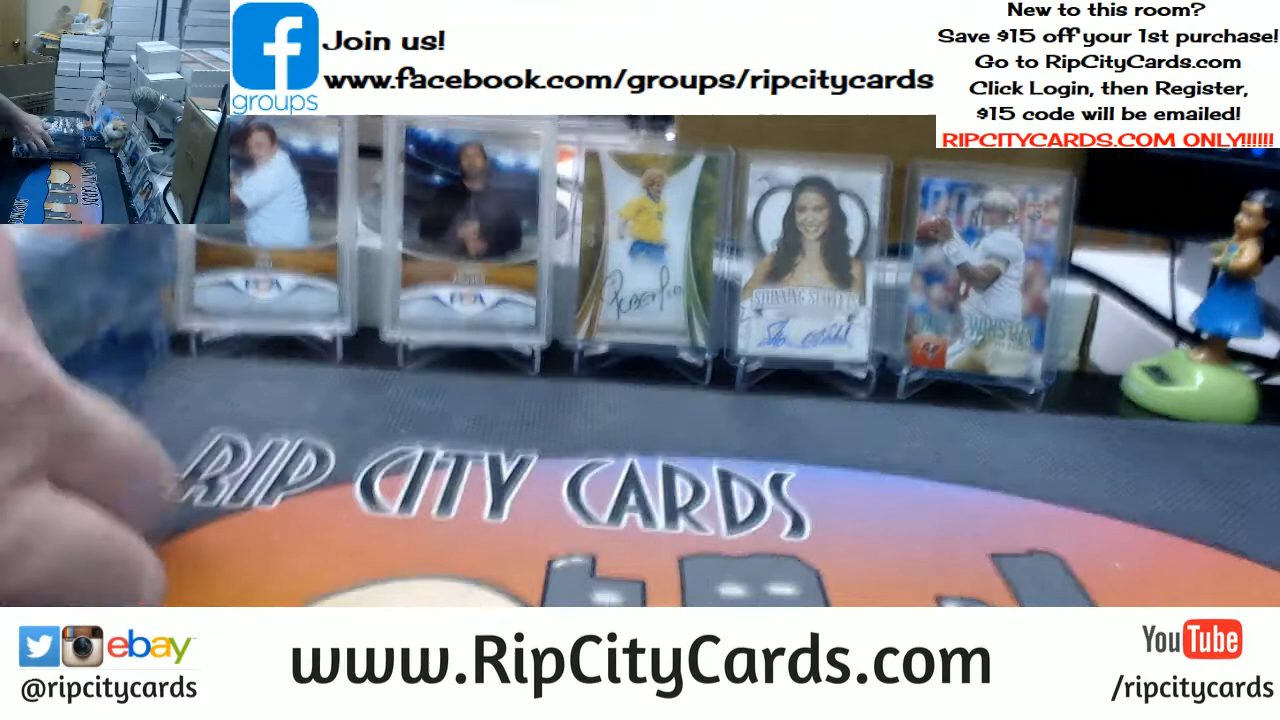 Join us!
www.facebook.com/groups/ripcitycards
groups
New to this room?
Save $15 off your 1st purchase!
Go to RipCityCards.com
Click Login, then Register,
$15 code will be emailed!
RIPCITYCARDS.COM ONLY!!!!!!
RIP CITY CARDS
ebay
@ripcitycards
www.RipCityCards.com
YouTube
/ripcitycards